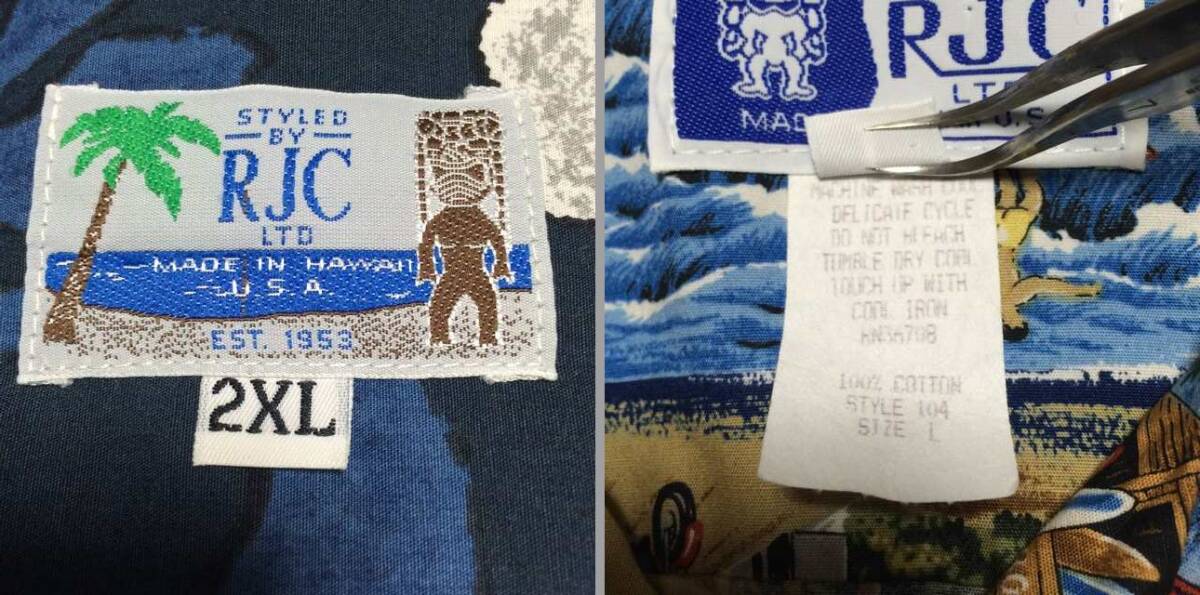 STYLED
BY
RJC
LTD
MADE IN HAWAII
U.S.A.
EST. 1953
2XL
RJC
LTD
MAD
U.S
MACHINE WASH COOL
DELICATE CYCLE
DO NOT BLEACH
TUMBLE DRY COOL
TOUCH UP WITH
COOL IRON
100% COTTON
STYLE 104
SIZE L